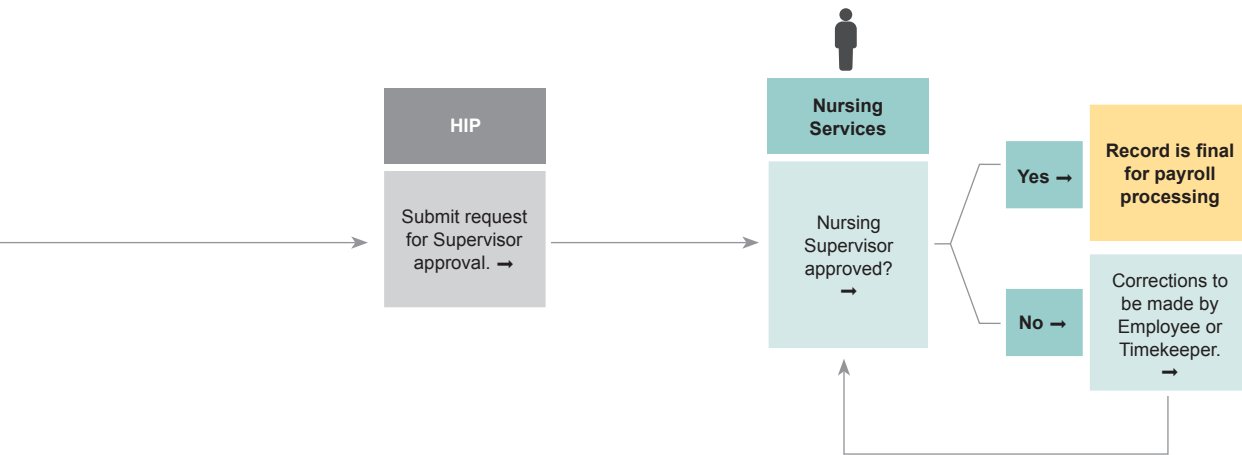 HIP
Submit request
for Supervisor
approval. ➞
Nursing
Services
Nursing
Supervisor
approved?
➞
Yes ➞
Record is final
for payroll
processing
No ➞
Corrections to
be made by
Employee or
Timekeeper.
➞